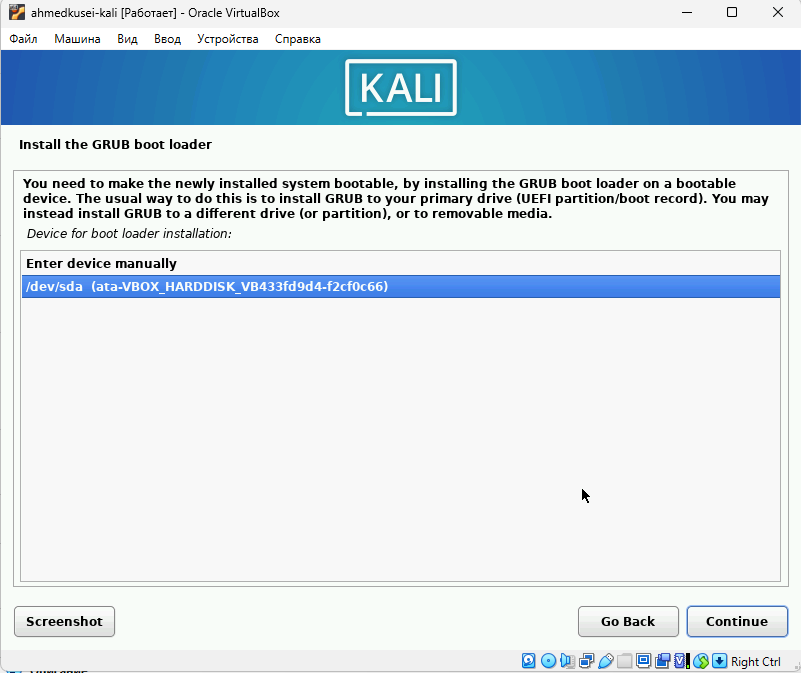 ahmedkusei-kali [Работает] - Oracle VirtualBox
Файл Машина Вид Ввод Устройства Справка
KALI
Install the GRUB boot loader
You need to make the newly installed system bootable, by installing the GRUB boot loader on a bootable
device. The usual way to do this is to install GRUB to your primary drive (UEFI partition/boot record). You may
instead install GRUB to a different drive (or partition), or to removable media.
Device for boot loader installation:
Enter device manually
/dev/sda (ata-VBOX_HARDDISK_VB433fd9d4-f2cf0c66)
Screenshot Go Back Continue
Right Ctrl